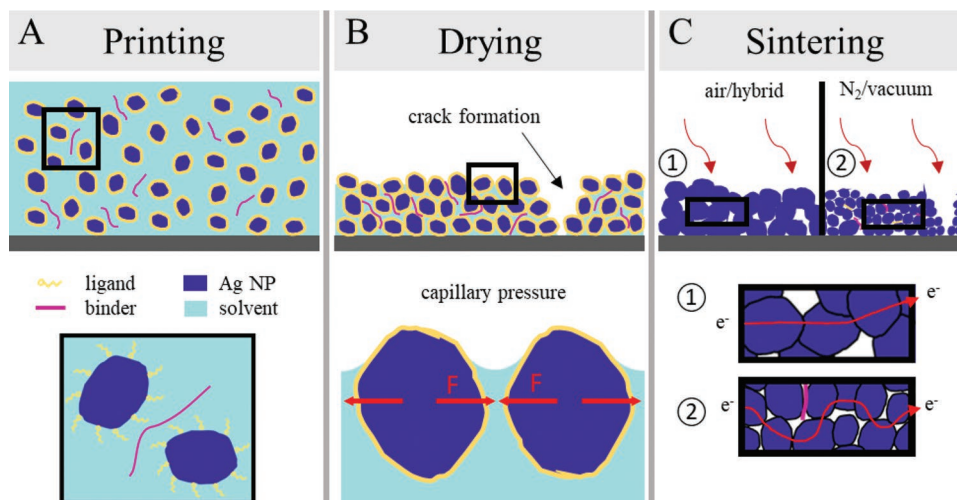 A Printing
ligand
Ag NP
binder
solvent
B Drying
crack formation
capillary pressure
F
F
C Sintering
air/hybrid
N₂/vacuum
①
②
①
e⁻
e⁻
②
e⁻
e⁻